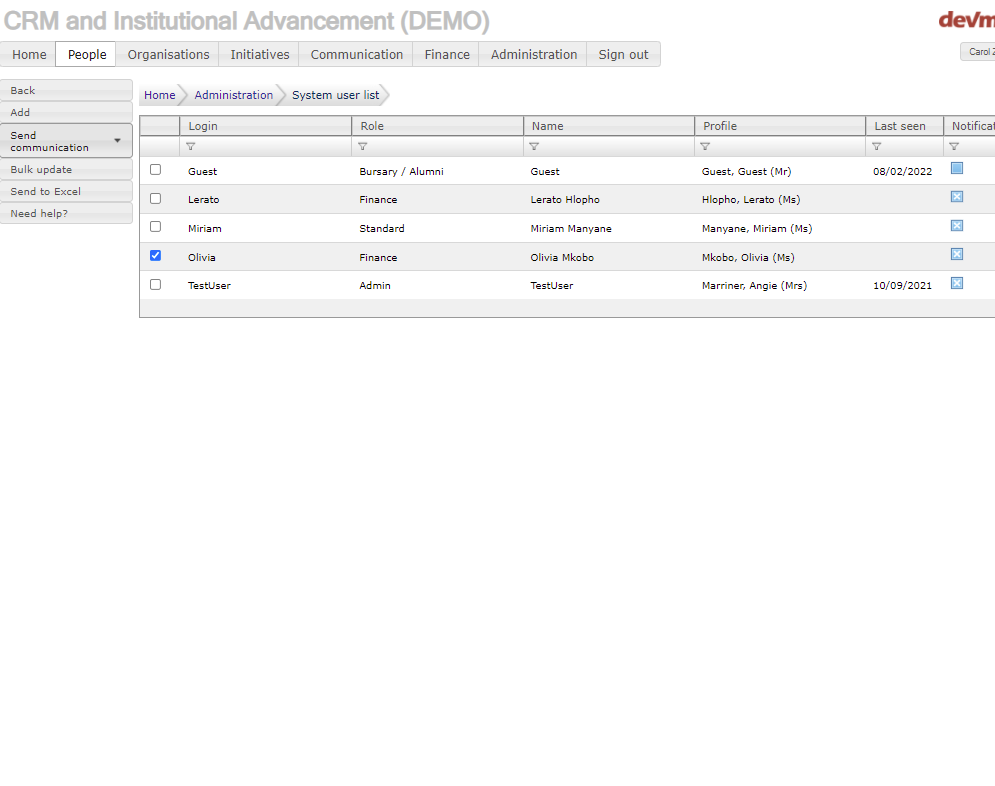 CRM and Institutional Advancement (DEMO)
devm
Home People Organisations Initiatives Communication Finance Administration Sign out
Carol Z
Back
Add
Send
communication
Bulk update
Send to Excel
Need help?
Home Administration System user list
Login Role Name Profile Last seen Notificat
Guest Bursary / Alumni Guest Guest, Guest (Mr) 08/02/2022
Lerato Finance Lerato Hlopho Hlopho, Lerato (Ms)
Miriam Standard Miriam Manyane Manyane, Miriam (Ms)
Olivia Finance Olivia Mkobo Mkobo, Olivia (Ms)
TestUser Admin TestUser Marriner, Angie (Mrs) 10/09/2021